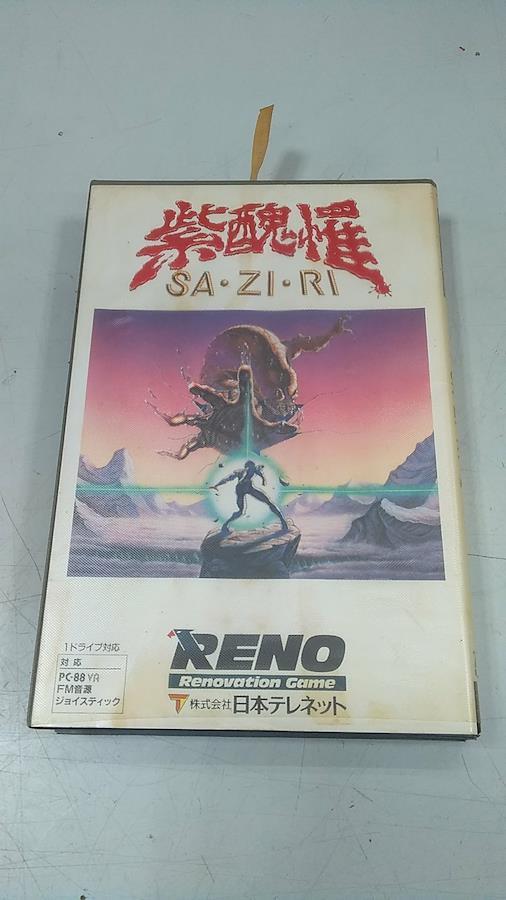 紫醜罹
SA・ZI・RI
RENO
Renovation Game
株式会社 日本テレネット
1ドライブ対応
対応
PC-88 VA
FM音源
ジョイスティック